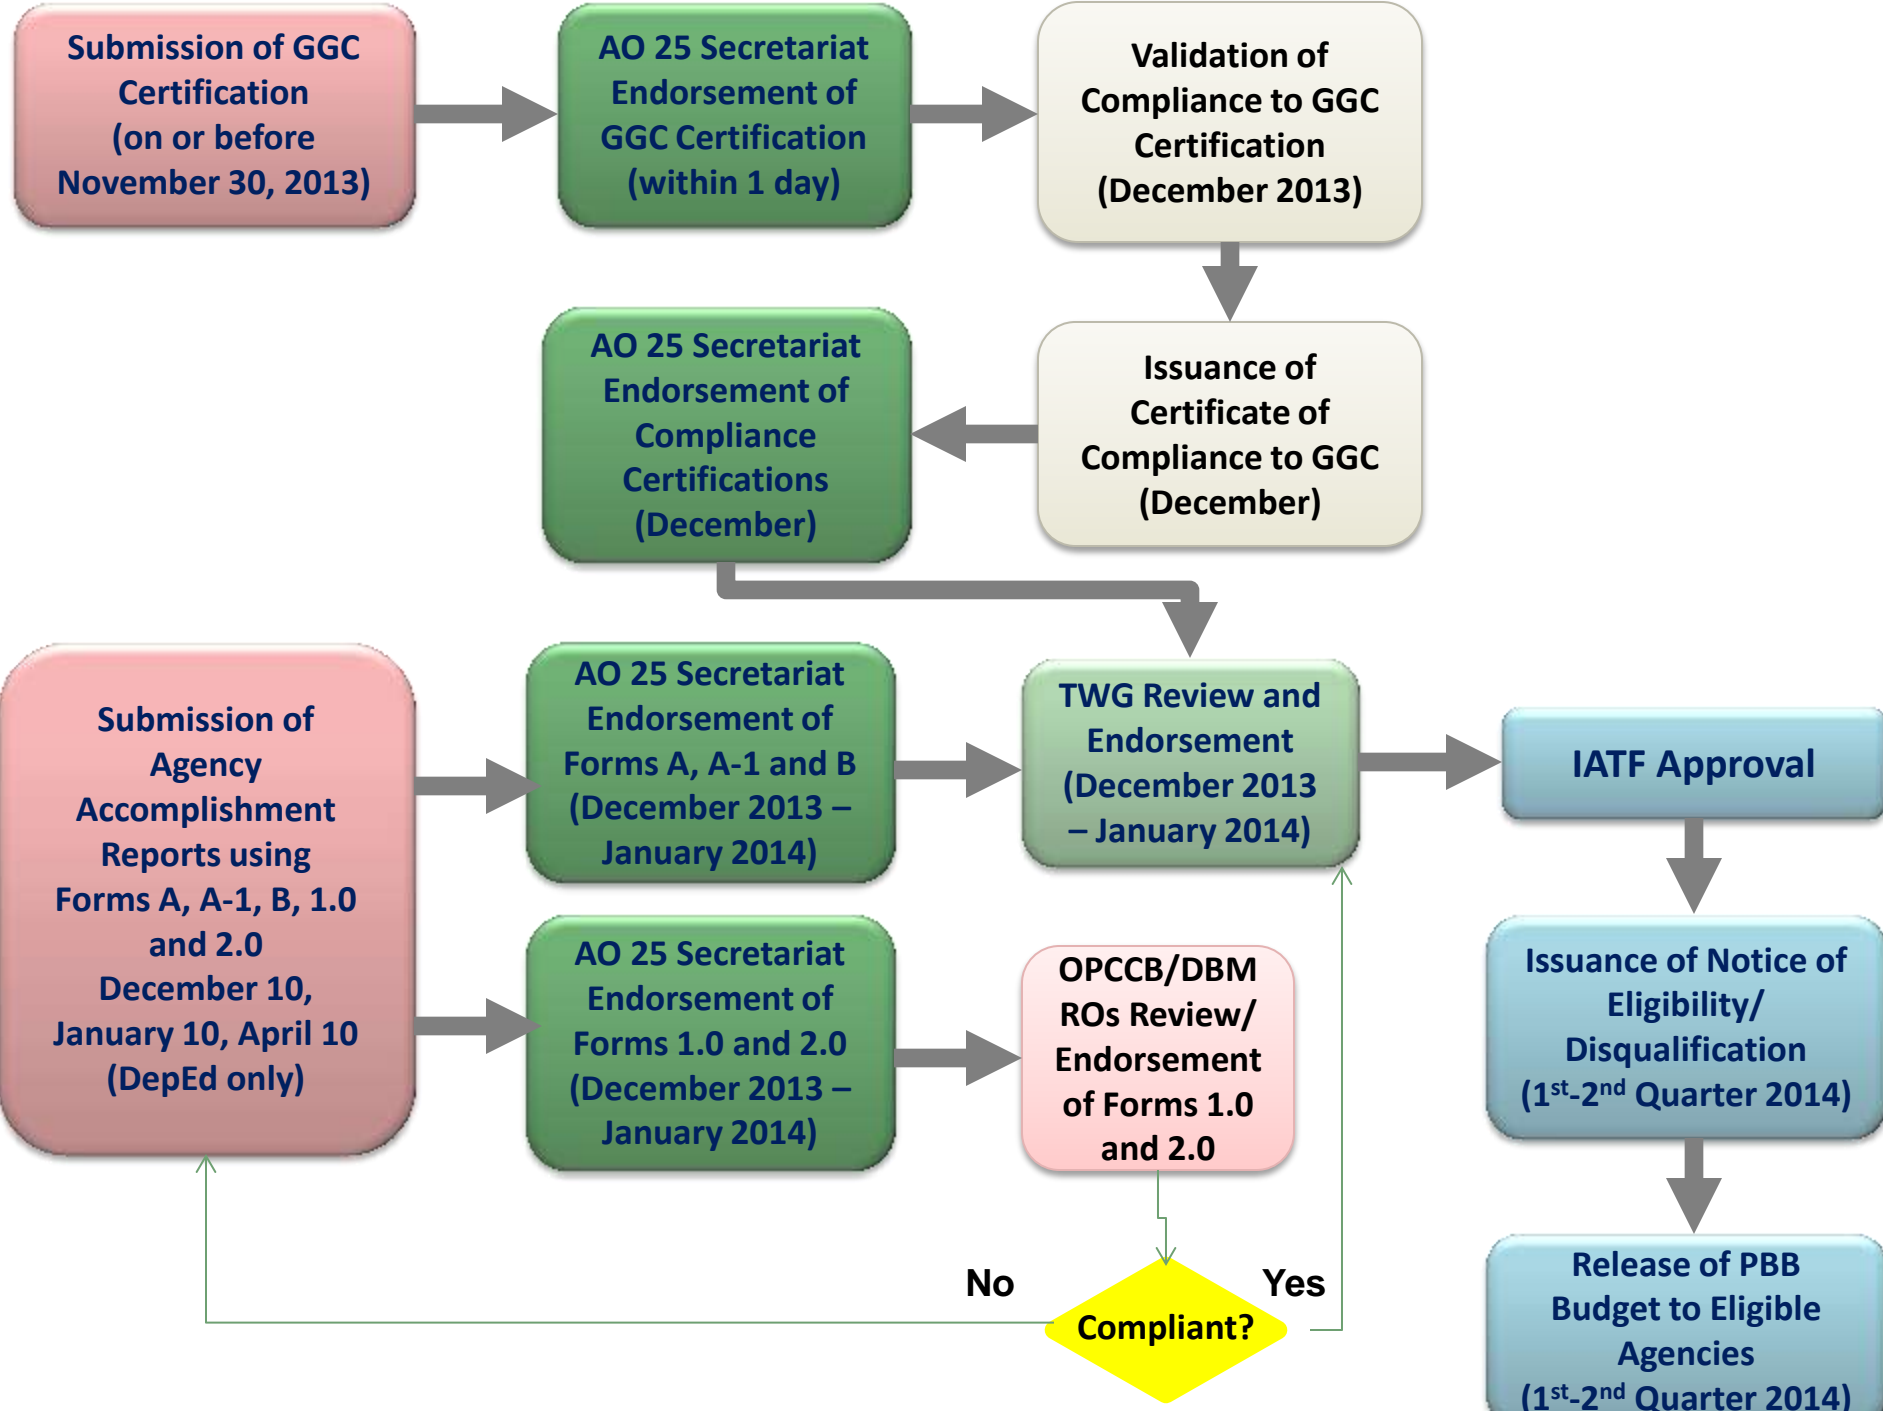 Submission of GGC
Certification
(on or before
November 30, 2013)
AO 25 Secretariat
Endorsement of
GGC Certification
(within 1 day)
Validation of
Compliance to GGC
Certification
(December 2013)
AO 25 Secretariat
Endorsement of
Compliance
Certifications
(December)
Issuance of
Certificate of
Compliance to GGC
(December)
Submission of
Agency
Accomplishment
Reports using
Forms A, A-1, B, 1.0
and 2.0
December 10,
January 10, April 10
(DepEd only)
AO 25 Secretariat
Endorsement of
Forms A, A-1 and B
(December 2013 –
January 2014)
TWG Review and
Endorsement
(December 2013
– January 2014)
IATF Approval
AO 25 Secretariat
Endorsement of
Forms 1.0 and 2.0
(December 2013 –
January 2014)
OPCCB/DBM
ROs Review/
Endorsement
of Forms 1.0
and 2.0
Issuance of Notice of
Eligibility/
Disqualification
(1st-2nd Quarter 2014)
No
Yes
Compliant?
Release of PBB
Budget to Eligible
Agencies
(1st-2nd Quarter 2014)